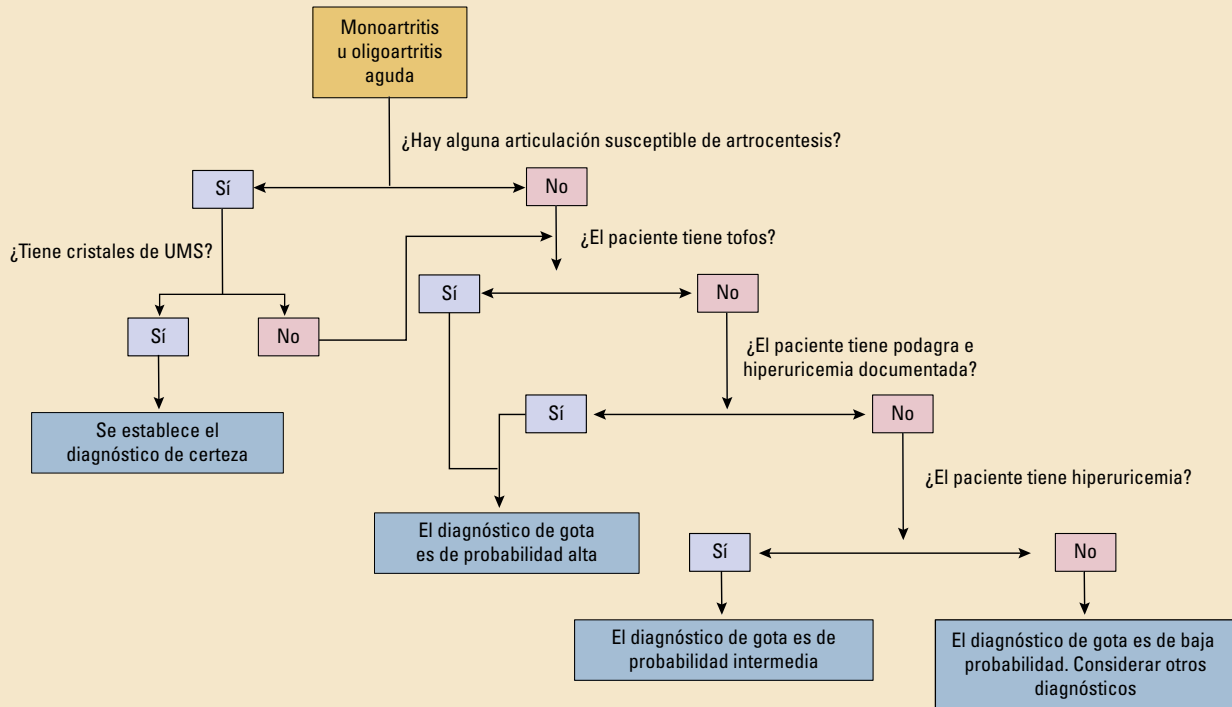 Monoartritis
u oligoartritis
aguda
¿Hay alguna articulación susceptible de artrocentesis?
Sí
No
¿Tiene cristales de UMS?
¿El paciente tiene tofos?
Sí
No
Sí
No
¿El paciente tiene podagra e
hiperuricemia documentada?
Se establece el
diagnóstico de certeza
Sí
No
¿El paciente tiene hiperuricemia?
El diagnóstico de gota
es de probabilidad alta
Sí
No
El diagnóstico de gota es de
probabilidad intermedia
El diagnóstico de gota es de baja
probabilidad. Considerar otros
diagnósticos